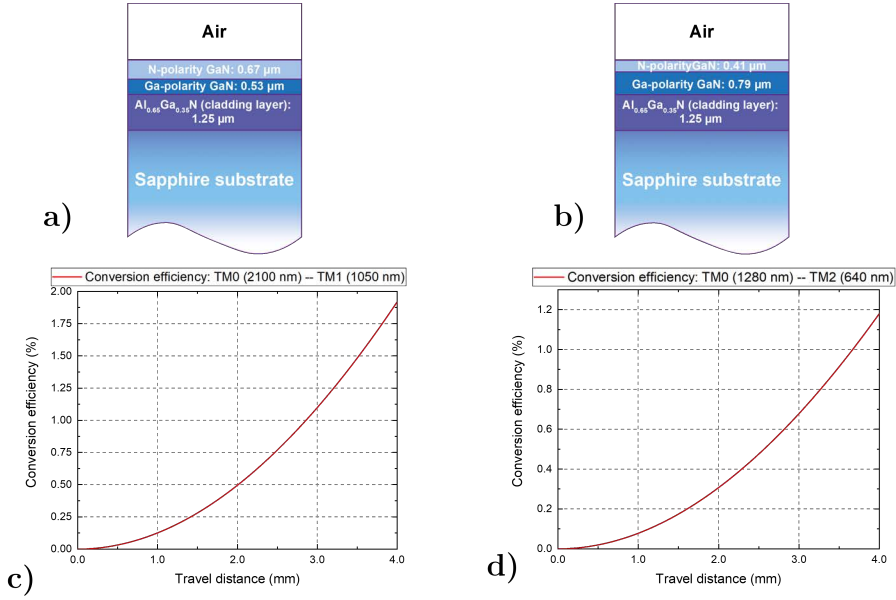 Air
N-polarity GaN: 0.67 μm
Ga-polarity GaN: 0.53 μm
Al0.65Ga0.35N (cladding layer):
1.25 μm
Sapphire substrate
a)
Air
N-polarityGaN: 0.41 μm
Ga-polarity GaN: 0.79 μm
Al0.65Ga0.35N (cladding layer):
1.25 μm
Sapphire substrate
b)
Conversion efficiency: TM0 (2100 nm) -- TM1 (1050 nm)
2.00
1.75
1.50
1.25
1.00
0.75
0.50
0.25
0.00
Conversion efficiency (%)
0.0 1.0 2.0 3.0 4.0
Travel distance (mm)
c)
Conversion efficiency: TM0 (1280 nm) -- TM2 (640 nm)
1.2
1.0
0.8
0.6
0.4
0.2
0.0
Conversion efficiency (%)
0.0 1.0 2.0 3.0 4.0
Travel distance (mm)
d)